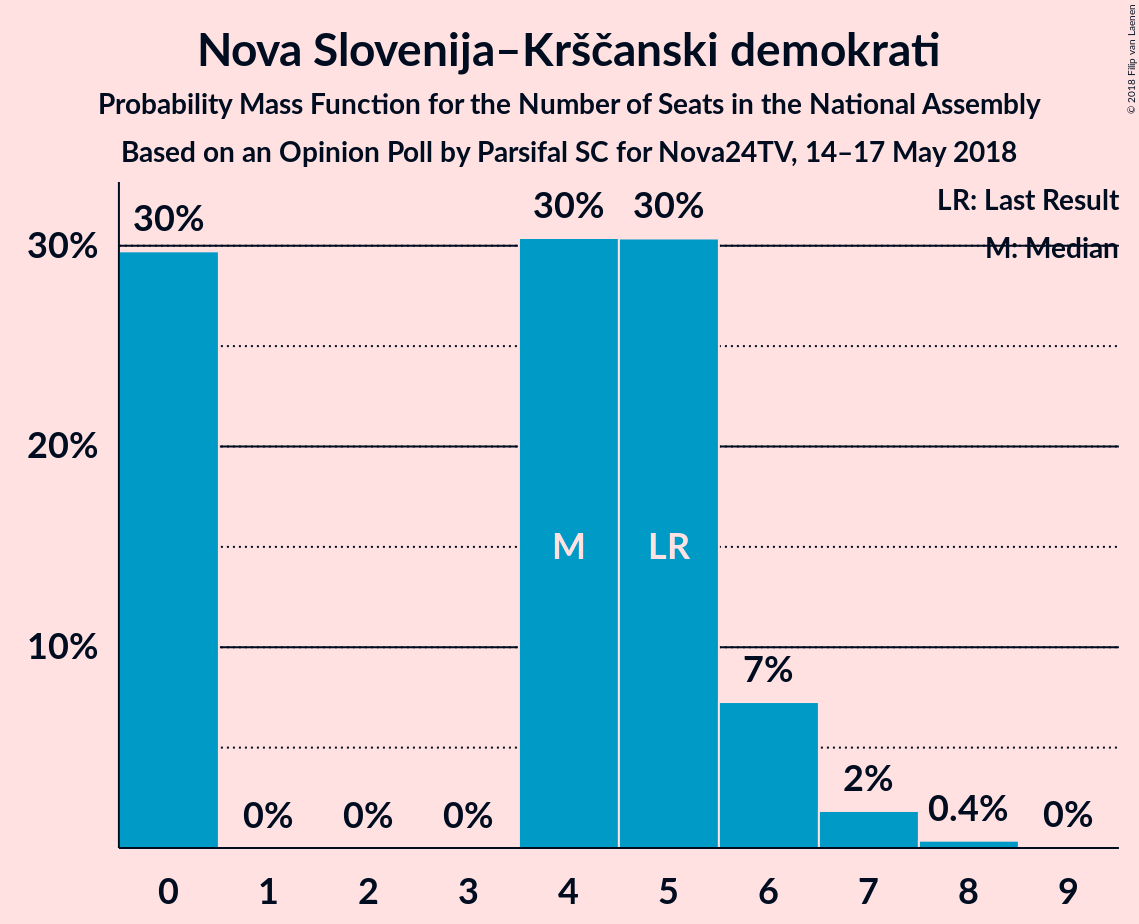 Nova Slovenija–Krščanski demokrati
Probability Mass Function for the Number of Seats in the National Assembly
Based on an Opinion Poll by Parsifal SC for Nova24TV, 14–17 May 2018
© 2018 Filip van Laenen
LR: Last Result
M: Median
30% 30% 30%
30%
20%
M LR
10%
7%
2%
0% 0% 0% 0.4% 0%
0 1 2 3 4 5 6 7 8 9